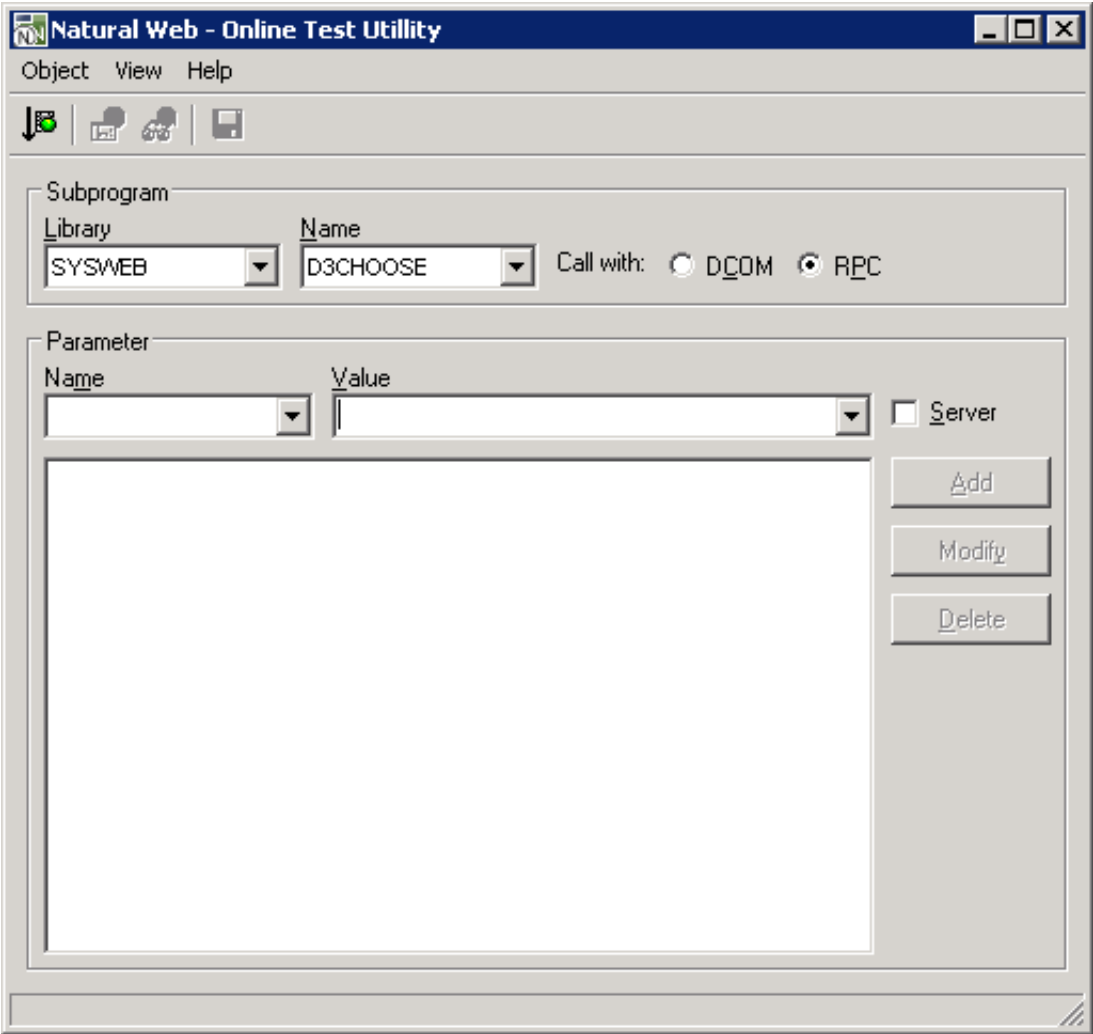 Natural Web - Online Test Utillity
Object View Help
Subprogram
Library Name
SYSWEB D3CHOOSE Call with: DCOM RPC
Parameter
Name Value
Server
Add
Modify
Delete